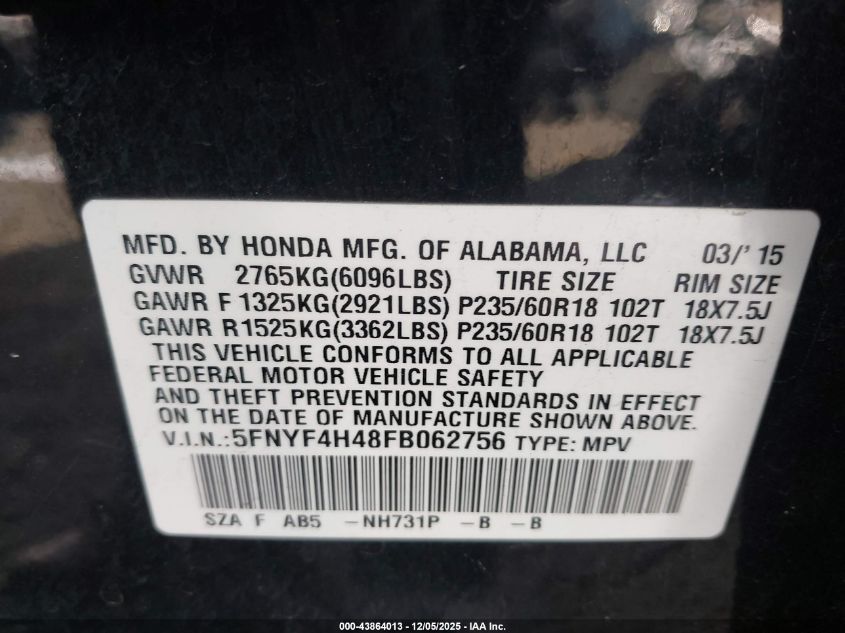 MFD. BY HONDA MFG. OF ALABAMA, LLC 03/' 15
GVWR 2765KG(6096LBS) TIRE SIZE RIM SIZE
GAWR F 1325KG(2921LBS) P235/60R18 102T 18X7.5J
GAWR R1525KG(3362LBS) P235/60R18 102T 18X7.5J
THIS VEHICLE CONFORMS TO ALL APPLICABLE
FEDERAL MOTOR VEHICLE SAFETY
AND THEFT PREVENTION STANDARDS IN EFFECT
ON THE DATE OF MANUFACTURE SHOWN ABOVE.
V.I.N.:5FNYF4H48FB062756 TYPE: MPV
SZA F AB5 -NH731P -B -B
000-43864013 - 12/05/2025 - IAA Inc.